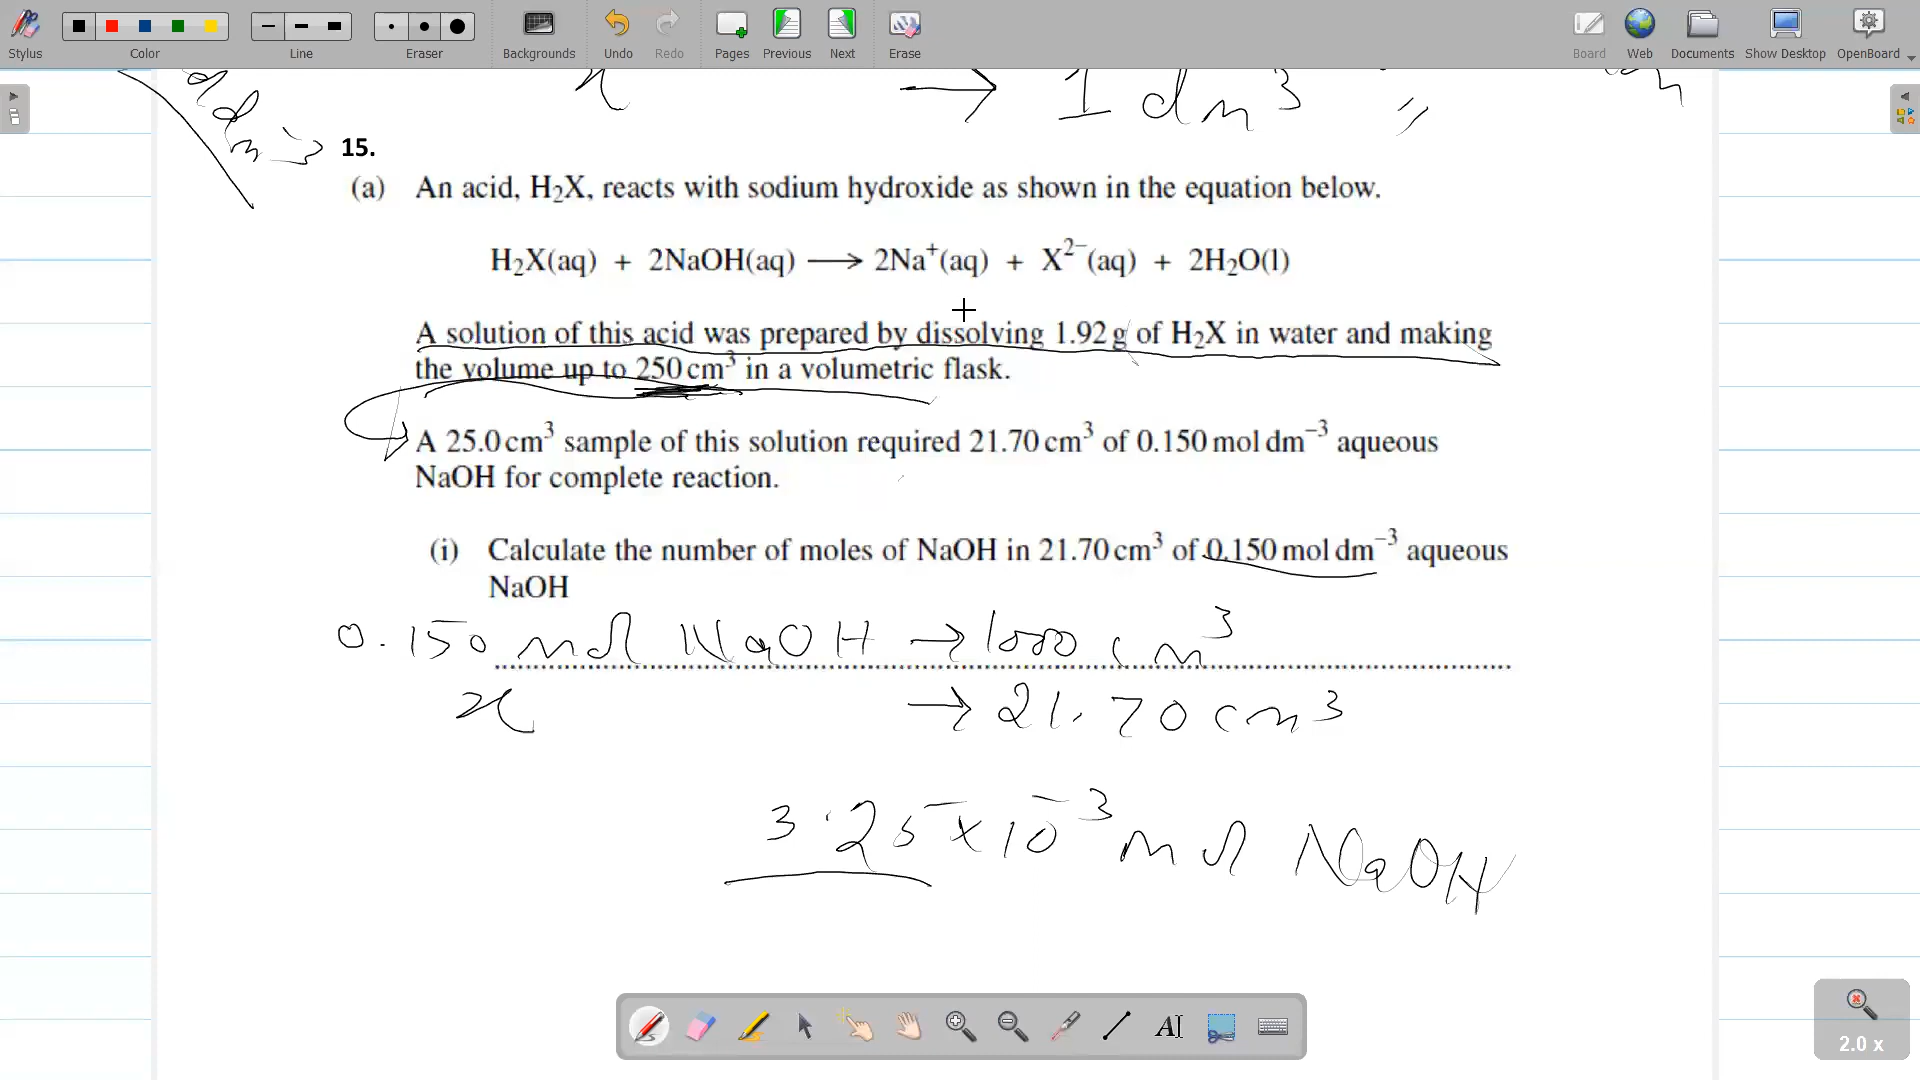 Stylus Color Line Eraser Backgrounds Undo Redo Pages Previous Next Erase Board Web Documents Show Desktop OpenBoard
x → 1 dm³
15.
(a) An acid, H₂X, reacts with sodium hydroxide as shown in the equation below.
H₂X(aq) + 2NaOH(aq) ⟶ 2Na⁺(aq) + X²⁻(aq) + 2H₂O(l)
A solution of this acid was prepared by dissolving 1.92 g of H₂X in water and making
the volume up to 250 cm³ in a volumetric flask.
A 25.0 cm³ sample of this solution required 21.70 cm³ of 0.150 mol dm⁻³ aqueous
NaOH for complete reaction.
(i) Calculate the number of moles of NaOH in 21.70 cm³ of 0.150 mol dm⁻³ aqueous
NaOH
0.150 mol NaOH → 1000 cm³
x → 21.70 cm³
3.25 × 10⁻³ mol NaOH
2.0 x